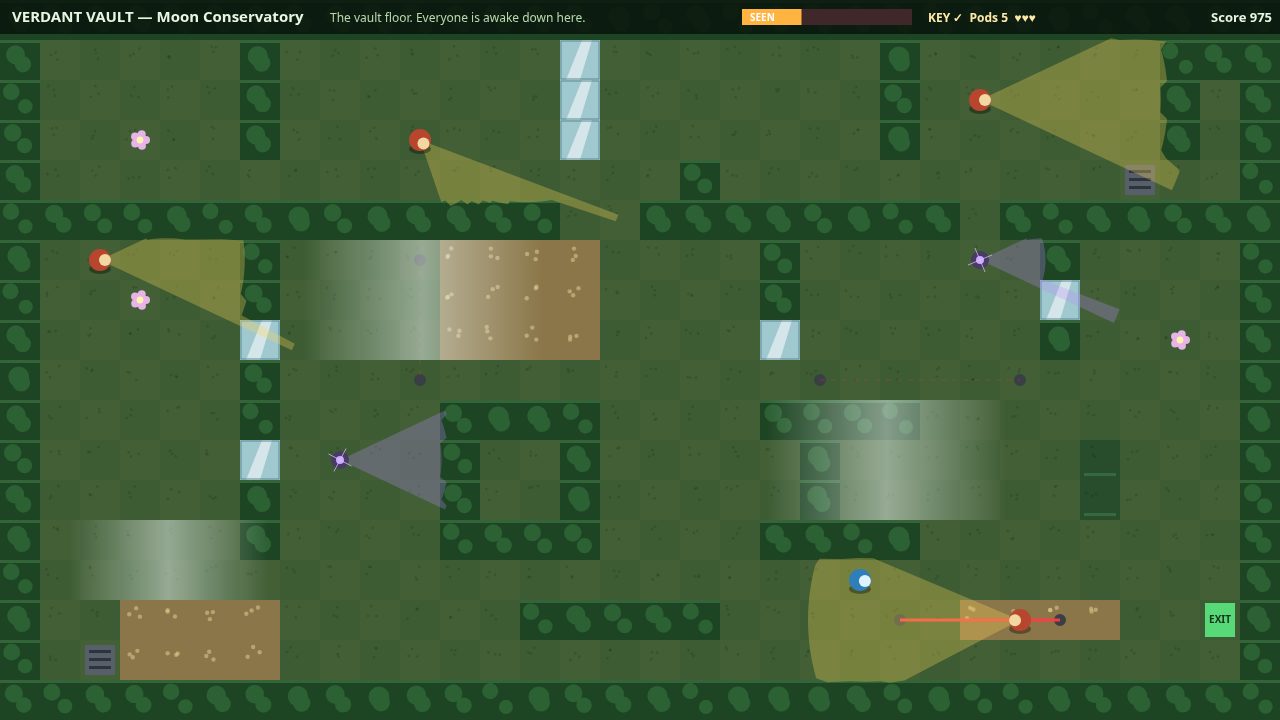 VERDANT VAULT — Moon Conservatory
The vault floor. Everyone is awake down here.
SEEN
KEY ✓ Pods 5 ♥♥♥
Score 975
EXIT